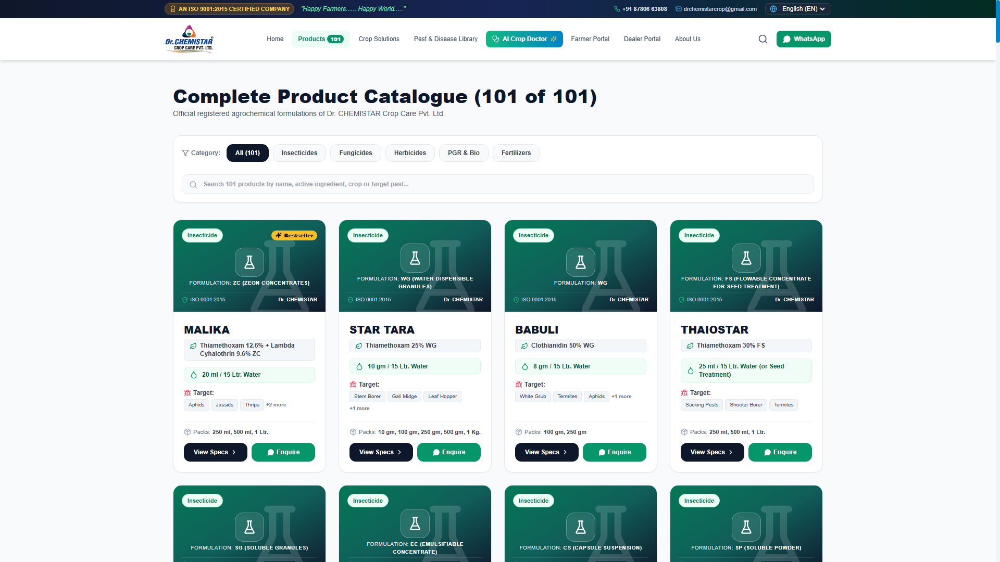 AN ISO 9001:2015 CERTIFIED COMPANY
"Happy Farmers...... Happy World....."
+91 87806 63808
drchemistarcrop@gmail.com
English (EN)
Dr.CHEMISTAR®
CROP CARE PVT. LTD.
Home
Products 101
Crop Solutions
Pest & Disease Library
AI Crop Doctor
Farmer Portal
Dealer Portal
About Us
WhatsApp
Complete Product Catalogue (101 of 101)
Official registered agrochemical formulations of Dr. CHEMISTAR Crop Care Pvt. Ltd.
Category:
All (101)
Insecticides
Fungicides
Herbicides
PGR & Bio
Fertilizers
Search 101 products by name, active ingredient, crop or target pest...
Insecticide
Bestseller
FORMULATION: ZC (ZEON CONCENTRATES)
ISO 9001:2015
Dr. CHEMISTAR
MALIKA
Thiamethoxam 12.6% + Lambda
Cyhalothrin 9.6% ZC
20 ml / 15 Ltr. Water
Target:
Aphids
Jassids
Thrips
+2 more
Packs: 250 ml, 500 ml, 1 Ltr.
View Specs
Enquire
Insecticide
FORMULATION: WG (WATER DISPERSIBLE
GRANULES)
ISO 9001:2015
Dr. CHEMISTAR
STAR TARA
Thiamethoxam 25% WG
10 gm / 15 Ltr. Water
Target:
Stem Borer
Gall Midge
Leaf Hopper
+1 more
Packs: 10 gm, 100 gm, 250 gm, 500 gm, 1 Kg.
View Specs
Enquire
Insecticide
FORMULATION: WG
ISO 9001:2015
Dr. CHEMISTAR
BABULI
Clothianidin 50% WG
8 gm / 15 Ltr. Water
Target:
White Grub
Termites
Aphids
+1 more
Packs: 100 gm, 250 gm
View Specs
Enquire
Insecticide
FORMULATION: FS (FLOWABLE CONCENTRATE
FOR SEED TREATMENT)
ISO 9001:2015
Dr. CHEMISTAR
THAIOSTAR
Thiamethoxam 30% FS
25 ml / 15 Ltr. Water (or Seed
Treatment)
Target:
Sucking Pests
Shooter Borer
Termites
Packs: 250 ml, 500 ml, 1 Ltr.
View Specs
Enquire
Insecticide
FORMULATION: SG (SOLUBLE GRANULES)
Insecticide
FORMULATION: EC (EMULSIFIABLE
CONCENTRATE)
Insecticide
FORMULATION: CS (CAPSULE SUSPENSION)
Insecticide
FORMULATION: SP (SOLUBLE POWDER)